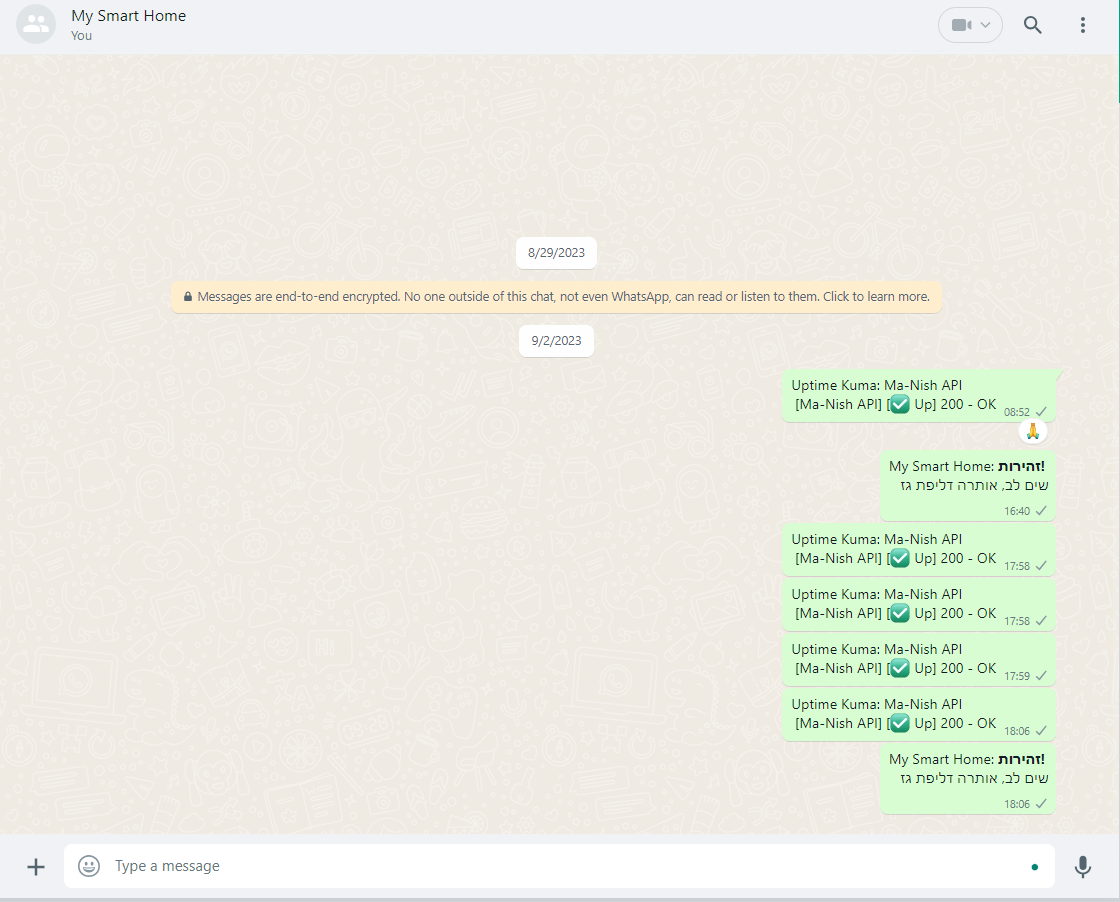 My Smart Home
You
8/29/2023
Messages are end-to-end encrypted. No one outside of this chat, not even WhatsApp, can read or listen to them. Click to learn more.
9/2/2023
Uptime Kuma: Ma-Nish API
[Ma-Nish API] [✅ Up] 200 - OK 08:52
🙏
My Smart Home: זהירות!
שים לב, אותרה דליפת גז
16:40
Uptime Kuma: Ma-Nish API
[Ma-Nish API] [✅ Up] 200 - OK 17:58
Uptime Kuma: Ma-Nish API
[Ma-Nish API] [✅ Up] 200 - OK 17:58
Uptime Kuma: Ma-Nish API
[Ma-Nish API] [✅ Up] 200 - OK 17:59
Uptime Kuma: Ma-Nish API
[Ma-Nish API] [✅ Up] 200 - OK 18:06
My Smart Home: זהירות!
שים לב, אותרה דליפת גז
18:06
Type a message